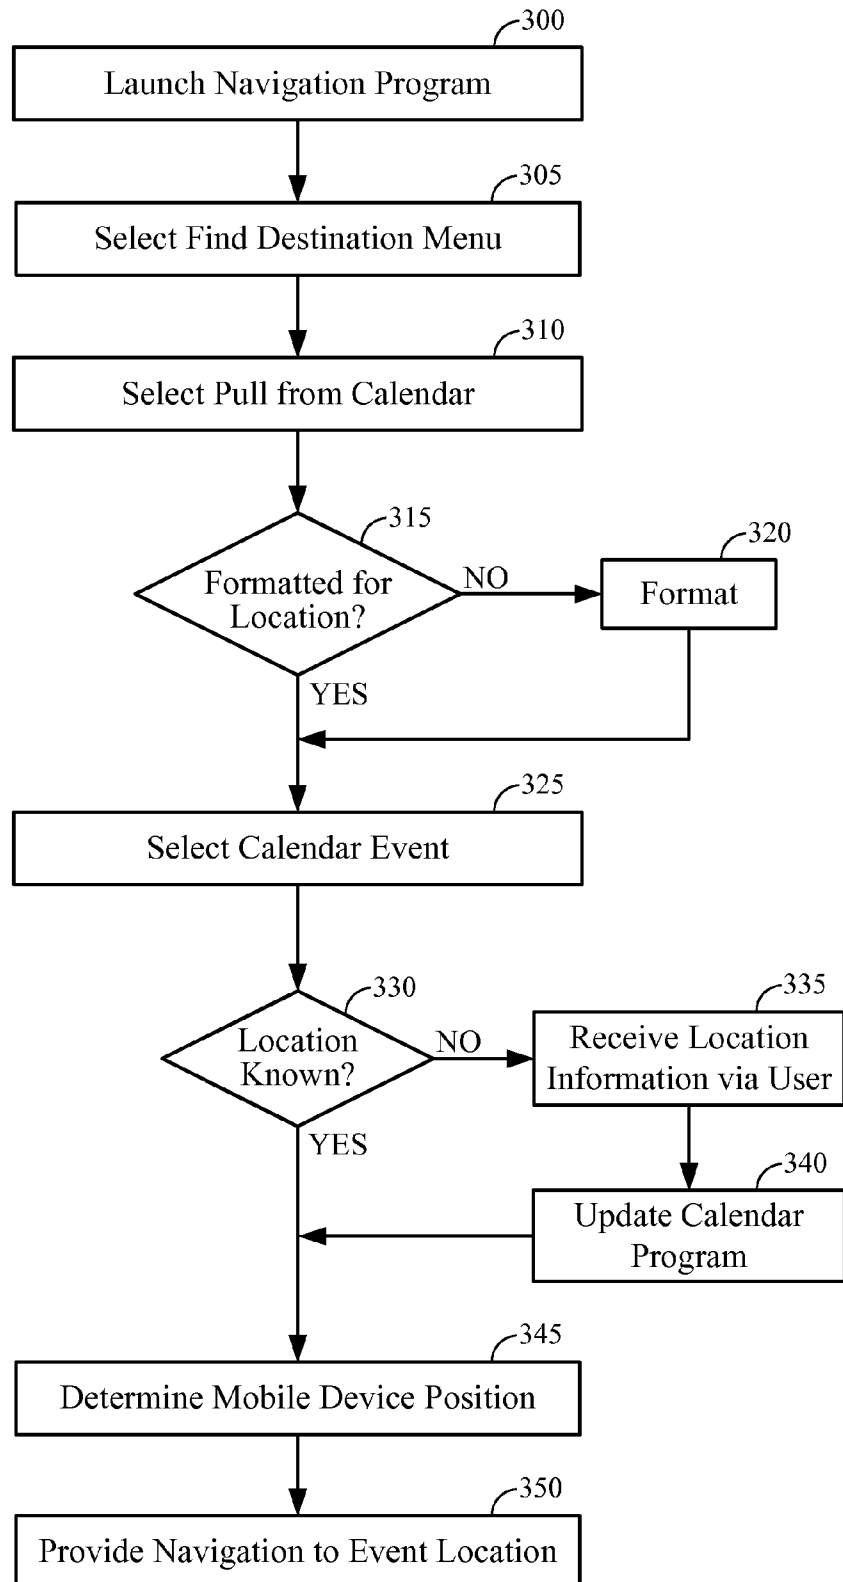 300
Launch Navigation Program
305
Select Find Destination Menu
310
Select Pull from Calendar
315
Formatted for
Location?
NO
320
Format
YES
325
Select Calendar Event
330
Location
Known?
NO
335
Receive Location
Information via User
YES
340
Update Calendar
Program
345
Determine Mobile Device Position
350
Provide Navigation to Event Location